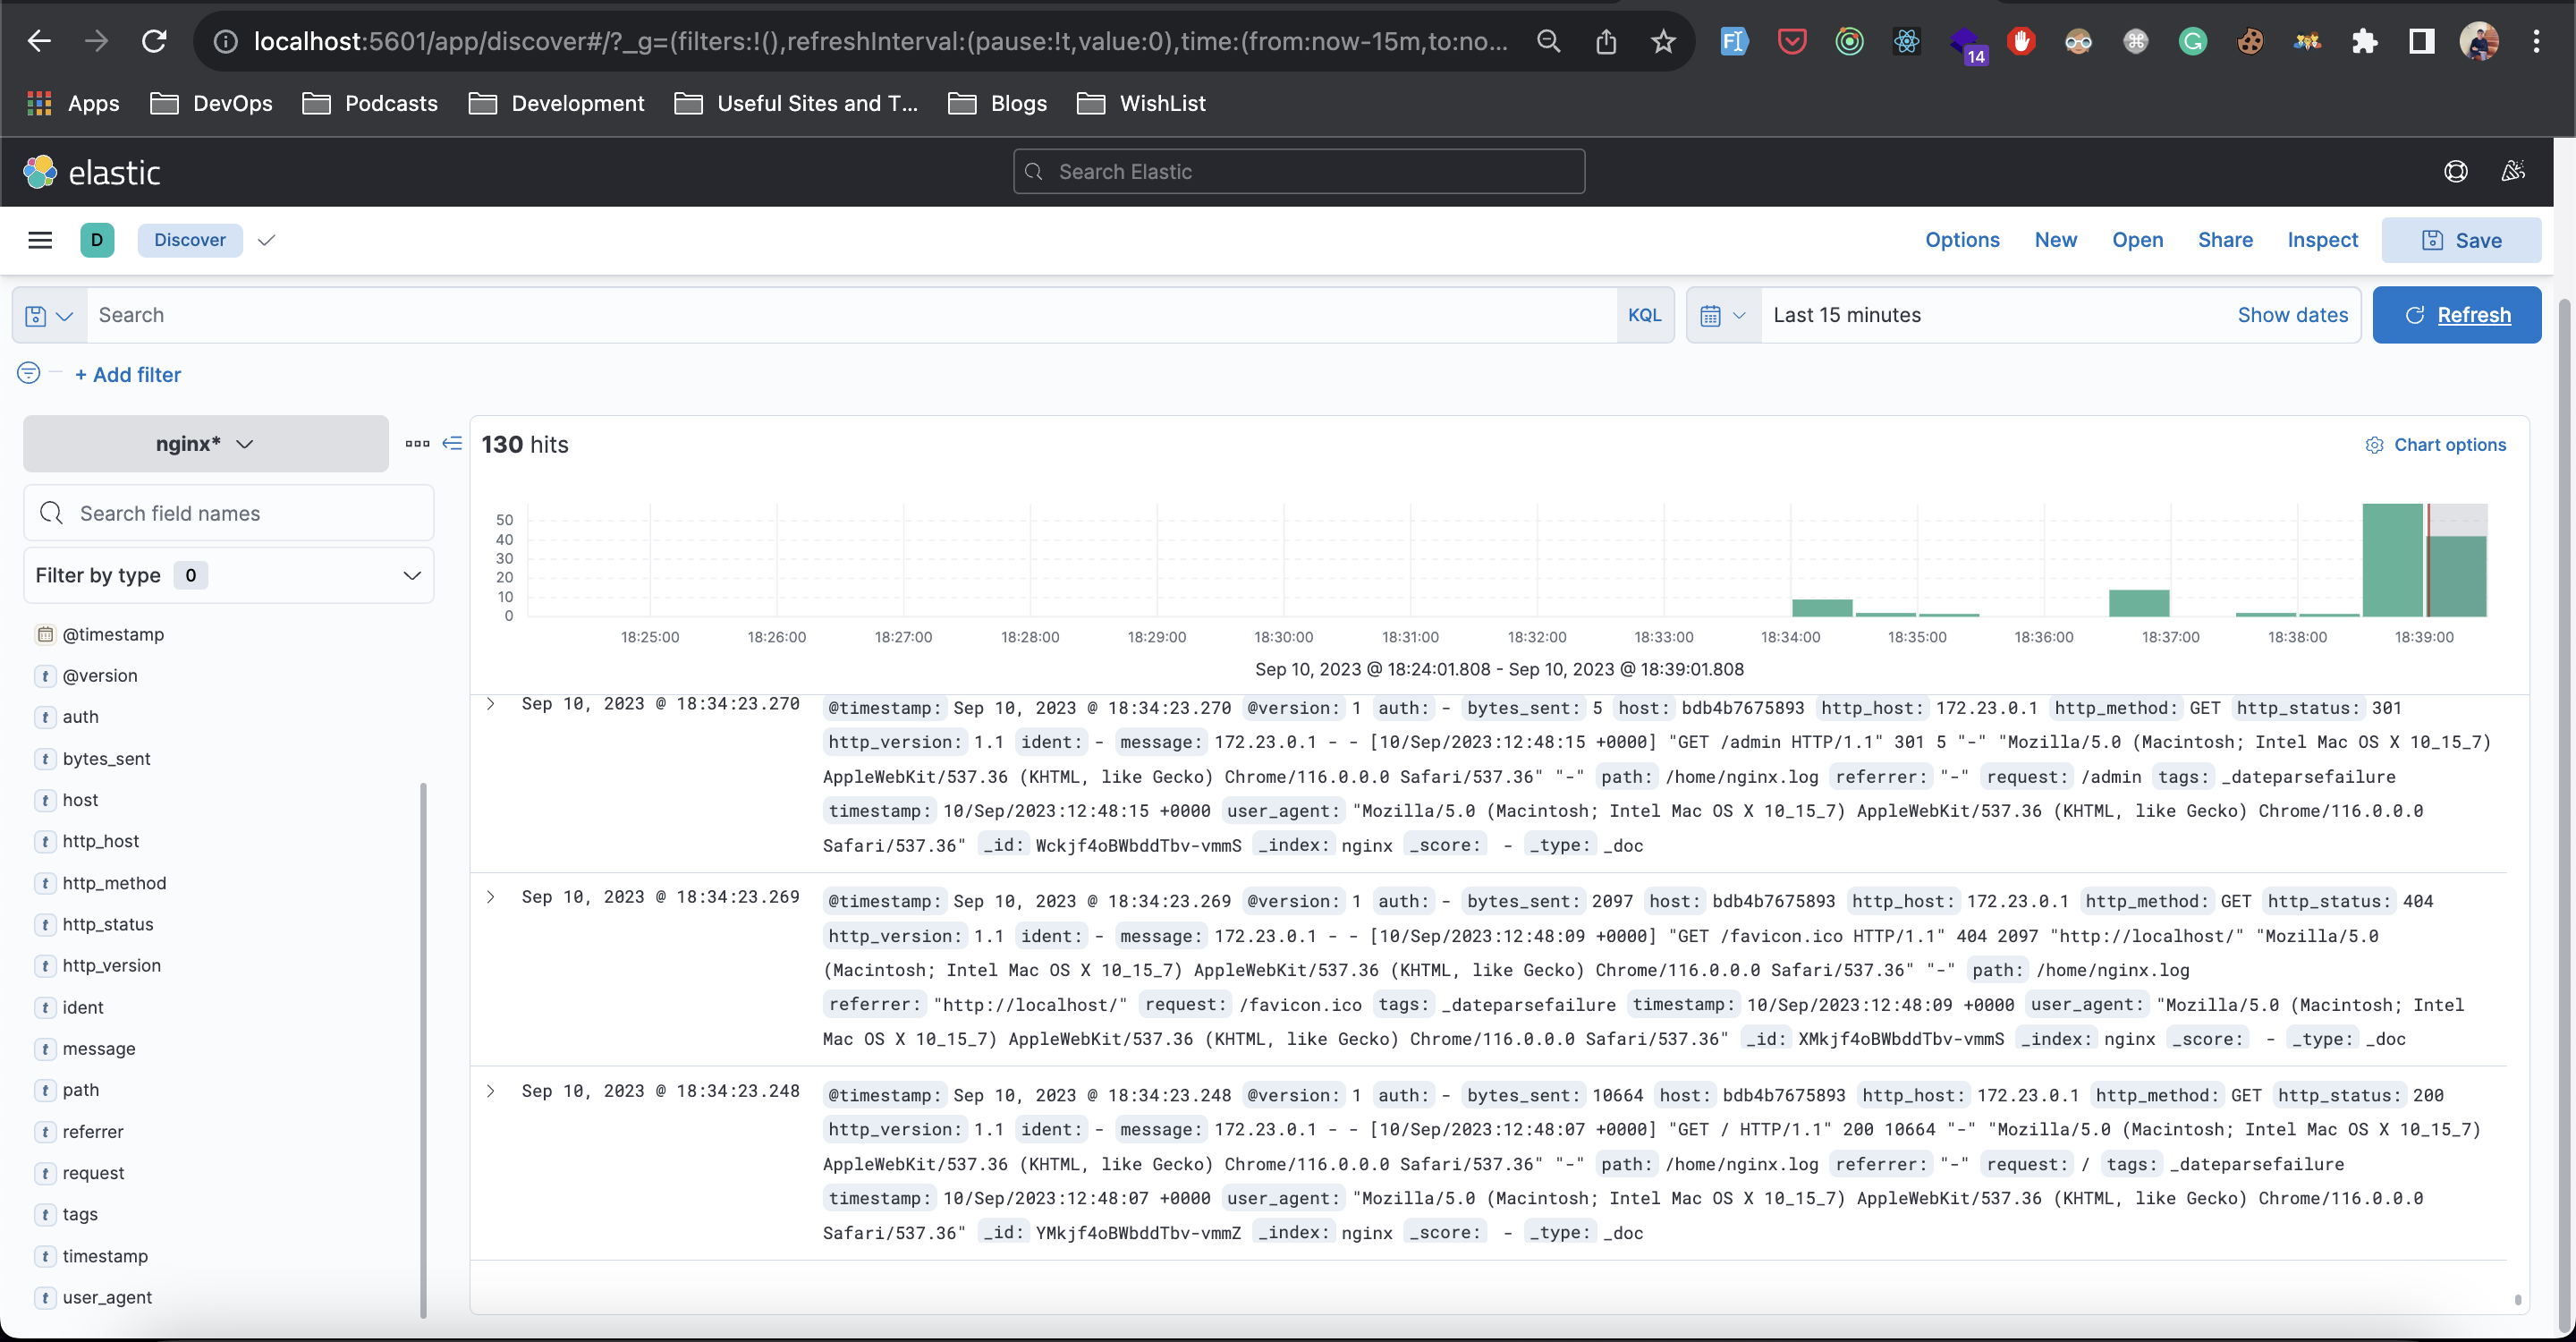 localhost:5601/app/discover#/?_g=(filters:!(),refreshInterval:(pause:!t,value:0),time:(from:now-15m,to:no...
14
Apps DevOps Podcasts Development Useful Sites and T... Blogs WishList
elastic Search Elastic
D Discover Options New Open Share Inspect Save
Search KQL Last 15 minutes Show dates Refresh
+ Add filter
nginx* 130 hits Chart options
Search field names
Filter by type 0
@timestamp
@version
auth
bytes_sent
host
http_host
http_method
http_status
http_version
ident
message
path
referrer
request
tags
timestamp
user_agent
50
40
30
20
10
0
18:25:00 18:26:00 18:27:00 18:28:00 18:29:00 18:30:00 18:31:00 18:32:00 18:33:00 18:34:00 18:35:00 18:36:00 18:37:00 18:38:00 18:39:00
Sep 10, 2023 @ 18:24:01.808 - Sep 10, 2023 @ 18:39:01.808
Sep 10, 2023 @ 18:34:23.270 @timestamp: Sep 10, 2023 @ 18:34:23.270 @version: 1 auth: - bytes_sent: 5 host: bdb4b7675893 http_host: 172.23.0.1 http_method: GET http_status: 301
http_version: 1.1 ident: - message: 172.23.0.1 - - [10/Sep/2023:12:48:15 +0000] "GET /admin HTTP/1.1" 301 5 "-" "Mozilla/5.0 (Macintosh; Intel Mac OS X 10_15_7)
AppleWebKit/537.36 (KHTML, like Gecko) Chrome/116.0.0.0 Safari/537.36" "-" path: /home/nginx.log referrer: "-" request: /admin tags: _dateparsefailure
timestamp: 10/Sep/2023:12:48:15 +0000 user_agent: "Mozilla/5.0 (Macintosh; Intel Mac OS X 10_15_7) AppleWebKit/537.36 (KHTML, like Gecko) Chrome/116.0.0.0
Safari/537.36" _id: Wckjf4oBWbddTbv-vmmS _index: nginx _score: - _type: _doc
Sep 10, 2023 @ 18:34:23.269 @timestamp: Sep 10, 2023 @ 18:34:23.269 @version: 1 auth: - bytes_sent: 2097 host: bdb4b7675893 http_host: 172.23.0.1 http_method: GET http_status: 404
http_version: 1.1 ident: - message: 172.23.0.1 - - [10/Sep/2023:12:48:09 +0000] "GET /favicon.ico HTTP/1.1" 404 2097 "http://localhost/" "Mozilla/5.0
(Macintosh; Intel Mac OS X 10_15_7) AppleWebKit/537.36 (KHTML, like Gecko) Chrome/116.0.0.0 Safari/537.36" "-" path: /home/nginx.log
referrer: "http://localhost/" request: /favicon.ico tags: _dateparsefailure timestamp: 10/Sep/2023:12:48:09 +0000 user_agent: "Mozilla/5.0 (Macintosh; Intel
Mac OS X 10_15_7) AppleWebKit/537.36 (KHTML, like Gecko) Chrome/116.0.0.0 Safari/537.36" _id: XMkjf4oBWbddTbv-vmmS _index: nginx _score: - _type: _doc
Sep 10, 2023 @ 18:34:23.248 @timestamp: Sep 10, 2023 @ 18:34:23.248 @version: 1 auth: - bytes_sent: 10664 host: bdb4b7675893 http_host: 172.23.0.1 http_method: GET http_status: 200
http_version: 1.1 ident: - message: 172.23.0.1 - - [10/Sep/2023:12:48:07 +0000] "GET / HTTP/1.1" 200 10664 "-" "Mozilla/5.0 (Macintosh; Intel Mac OS X 10_15_7)
AppleWebKit/537.36 (KHTML, like Gecko) Chrome/116.0.0.0 Safari/537.36" "-" path: /home/nginx.log referrer: "-" request: / tags: _dateparsefailure
timestamp: 10/Sep/2023:12:48:07 +0000 user_agent: "Mozilla/5.0 (Macintosh; Intel Mac OS X 10_15_7) AppleWebKit/537.36 (KHTML, like Gecko) Chrome/116.0.0.0
Safari/537.36" _id: YMkjf4oBWbddTbv-vmmZ _index: nginx _score: - _type: _doc